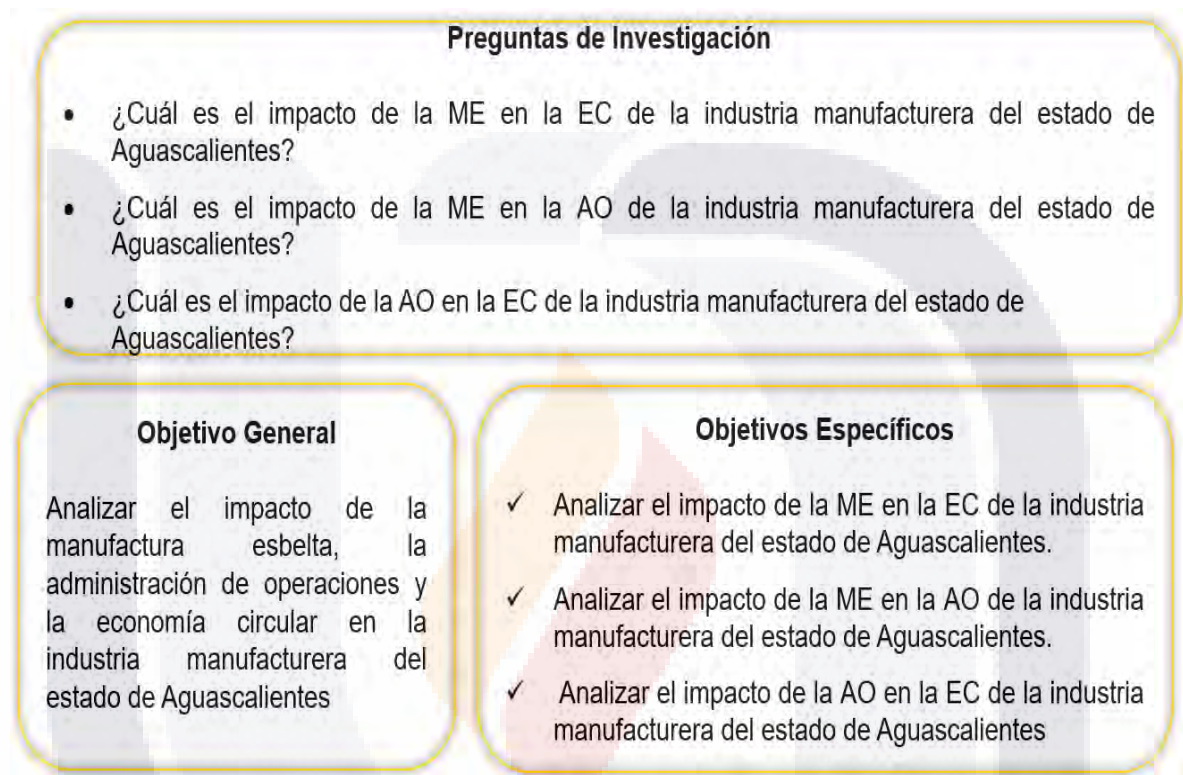 Preguntas de Investigación
• ¿Cuál es el impacto de la ME en la EC de la industria manufacturera del estado de
Aguascalientes?
• ¿Cuál es el impacto de la ME en la AO de la industria manufacturera del estado de
Aguascalientes?
• ¿Cuál es el impacto de la AO en la EC de la industria manufacturera del estado de
Aguascalientes?
Objetivo General
Analizar el impacto de la
manufactura esbelta, la
administración de operaciones y
la economía circular en la
industria manufacturera del
estado de Aguascalientes
Objetivos Específicos
✓ Analizar el impacto de la ME en la EC de la industria
manufacturera del estado de Aguascalientes.
✓ Analizar el impacto de la ME en la AO de la industria
manufacturera del estado de Aguascalientes.
✓ Analizar el impacto de la AO en la EC de la industria
manufacturera del estado de Aguascalientes